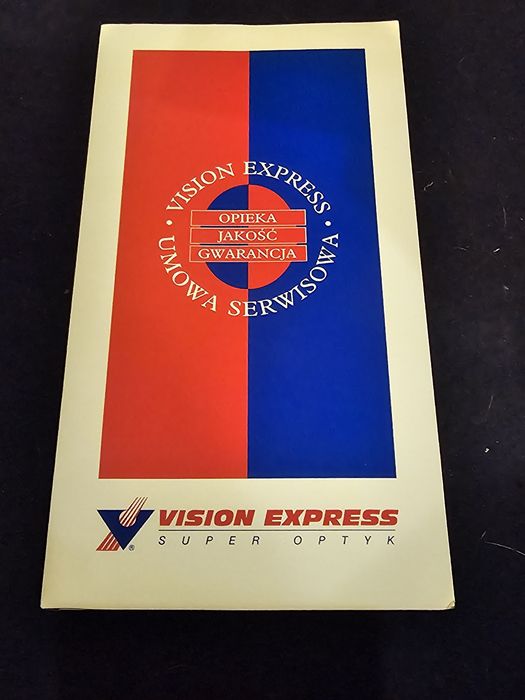 • VISION EXPRESS •
OPIEKA
JAKOŚĆ
GWARANCJA
UMOWA SERWISOWA
VISION EXPRESS
®
SUPER OPTYK